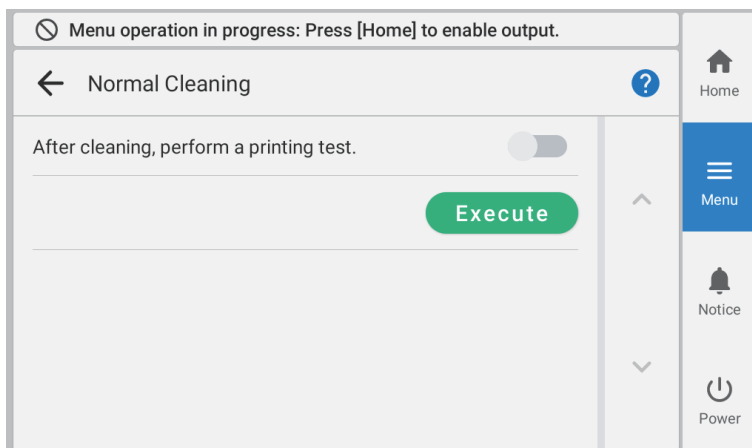 Menu operation in progress: Press [Home] to enable output.
Normal Cleaning
?
After cleaning, perform a printing test.
Execute
Home
Menu
Notice
Power